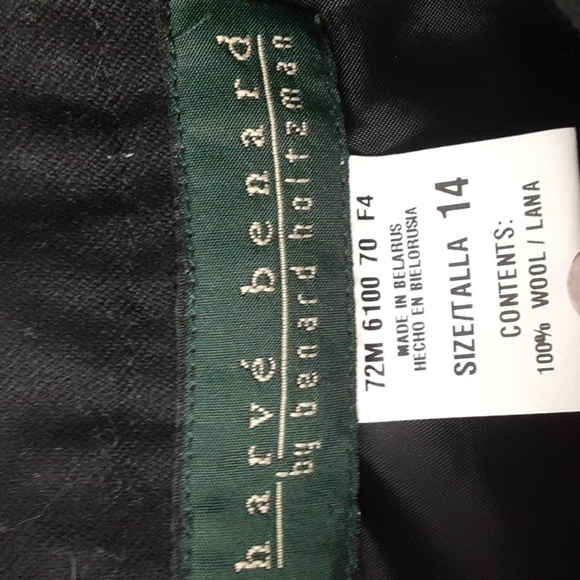 harvé benard
by benard holtzman
72M 6100 70 F4
MADE IN BELARUS
HECHO EN BIELORUSIA
SIZE/TALLA 14
CONTENTS:
100% WOOL / LANA